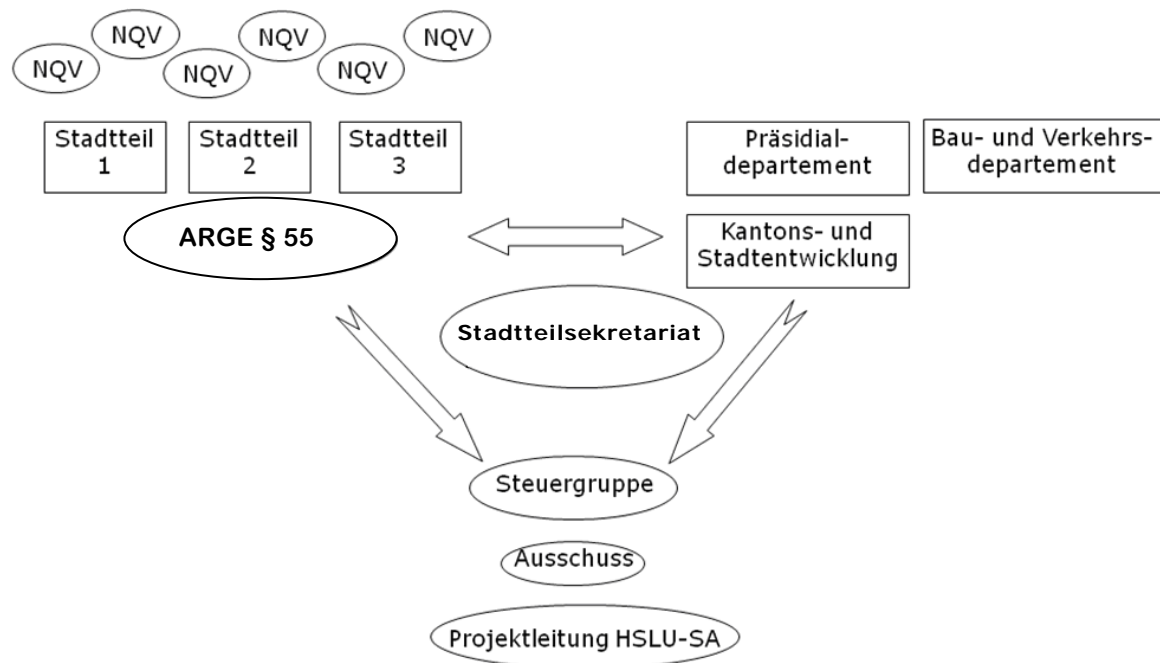 NQV
NQV
NQV
NQV
NQV
NQV
Stadtteil
1
Stadtteil
2
Stadtteil
3
Präsidial-
departement
Bau- und Verkehrs-
departement
ARGE § 55
Kantons- und
Stadtentwicklung
Stadtteilsekretariat
Steuergruppe
Ausschuss
Projektleitung HSLU-SA